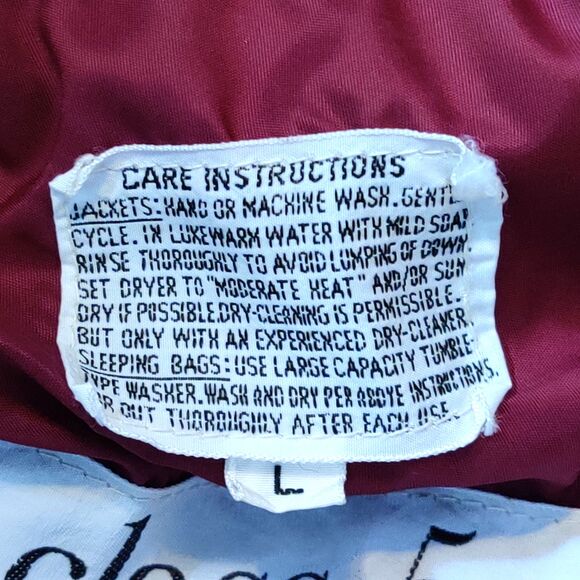 CARE INSTRUCTIONS
JACKETS: HAND OR MACHINE WASH. GENTL
CYCLE. IN LUKEWARM WATER WITH MILD SOAP
RINSE THOROUGHLY TO AVOID LUMPING OF DOWN.
SET DRYER TO "MODERATE HEAT" AND/OR SUN
DRY IF POSSIBLE. DRY-CLEANING IS PERMISSIBLE.
BUT ONLY WITH AN EXPERIENCED DRY-CLEANER.
SLEEPING BAGS: USE LARGE CAPACITY TUMBLE-
TYPE WASHER. WASH AND DRY PER ABOVE INSTRUCTIONS.
OUT THOROUGHLY AFTER EACH USE.
L
class 5